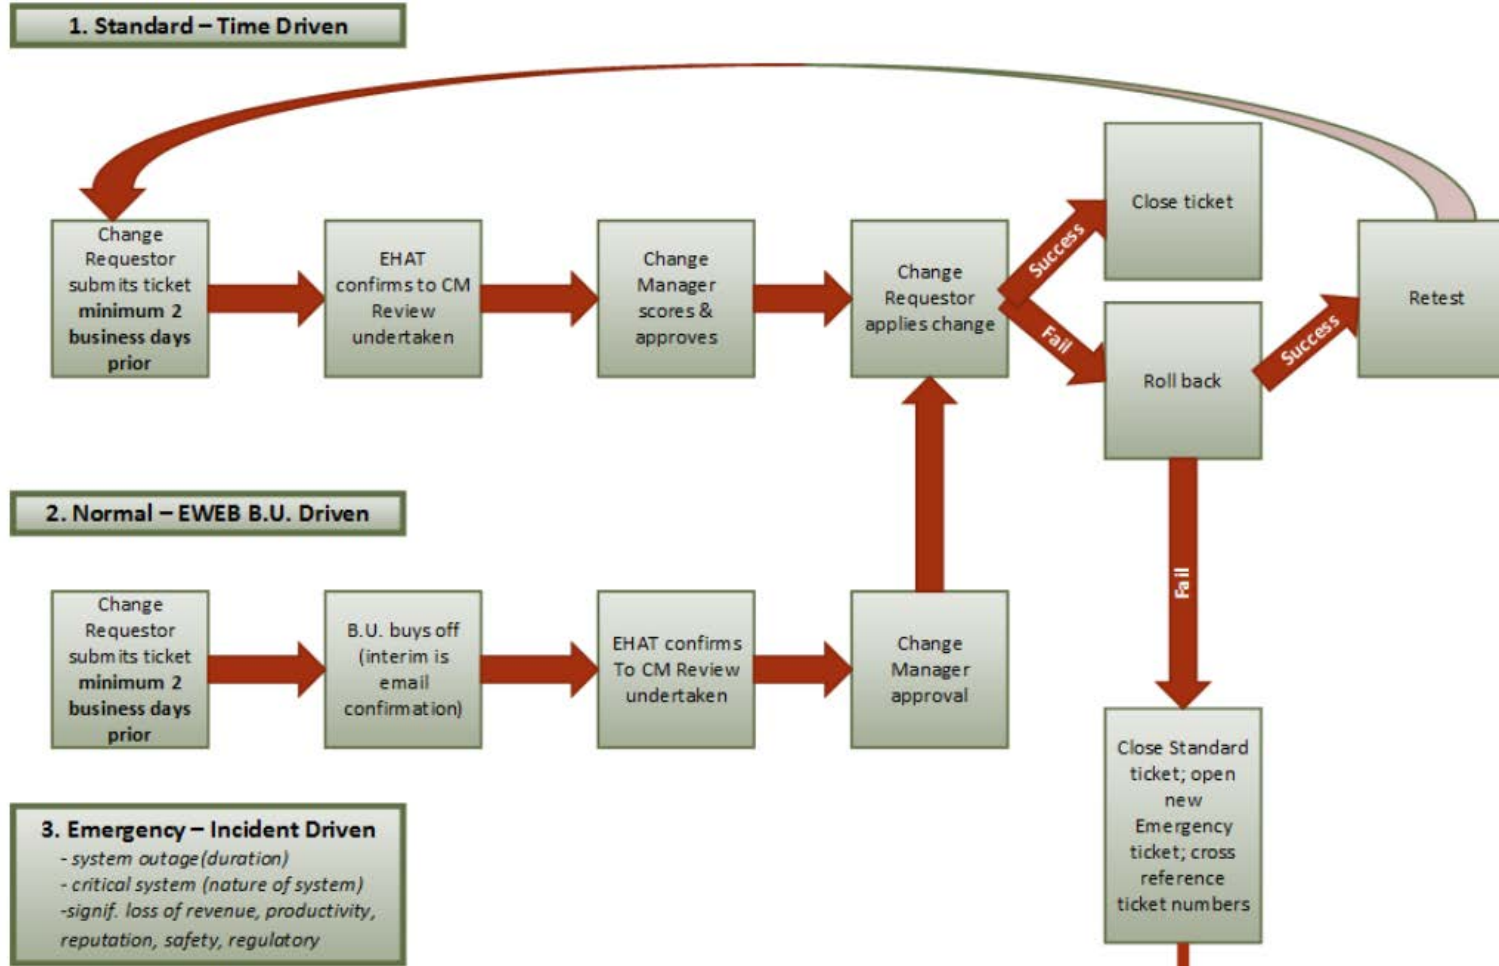 1. Standard – Time Driven
Change
Requestor
submits ticket
minimum 2
business days
prior
EHAT
confirms to CM
Review
undertaken
Change
Manager
scores &
approves
Change
Requestor
applies change
Success
Close ticket
Fail
Roll back
Success
Retest
2. Normal – EWEB B.U. Driven
Change
Requestor
submits ticket
minimum 2
business days
prior
B.U. buys off
(interim is
email
confirmation)
EHAT confirms
To CM Review
undertaken
Change
Manager
approval
Fail
Close Standard
ticket; open
new
Emergency
ticket; cross
reference
ticket numbers
3. Emergency – Incident Driven
- system outage(duration)
- critical system (nature of system)
-signif. loss of revenue, productivity,
reputation, safety, regulatory